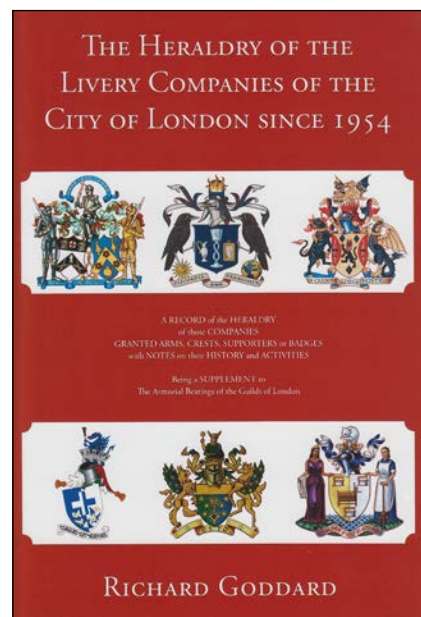 THE HERALDRY OF THE
LIVERY COMPANIES OF THE
CITY OF LONDON SINCE 1954
A RECORD of the HERALDRY
of those COMPANIES
GRANTED ARMS, CRESTS, SUPPORTERS or BADGES
with NOTES on their HISTORY and ACTIVITIES
Being a SUPPLEMENT to
The Armorial Bearings of the Guilds of London
RICHARD GODDARD